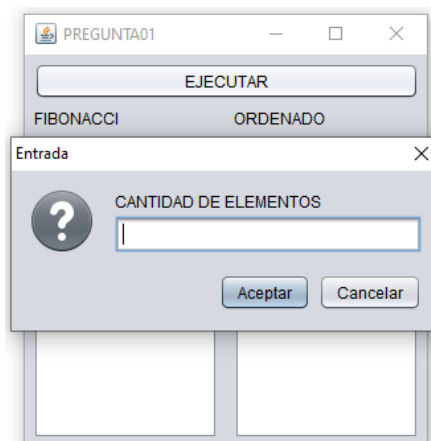 PREGUNTA01
EJECUTAR
FIBONACCI ORDENADO
Entrada
CANTIDAD DE ELEMENTOS
Aceptar Cancelar